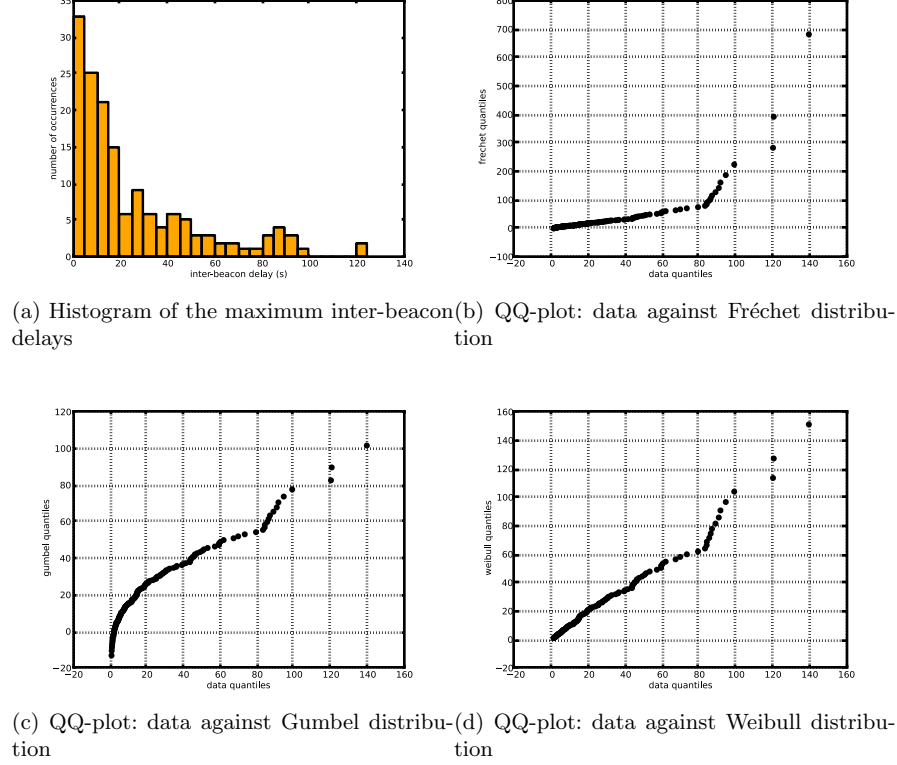 35
30
25
20
15
10
5
0
number of occurrences
0 20 40 60 80 100 120 140
inter-beacon delay (s)
800
700
600
500
400
300
200
100
0
−100
frechet quantiles
−20 0 20 40 60 80 100 120 140 160
data quantiles
(a) Histogram of the maximum inter-beacon delays
(b) QQ-plot: data against Fréchet distribu-
tion
120
100
80
60
40
20
0
−20
gumbel quantiles
−20 0 20 40 60 80 100 120 140 160
data quantiles
160
140
120
100
80
60
40
20
0
−20
weibull quantiles
−20 0 20 40 60 80 100 120 140 160
data quantiles
(c) QQ-plot: data against Gumbel distribu-
tion
(d) QQ-plot: data against Weibull distribu-
tion